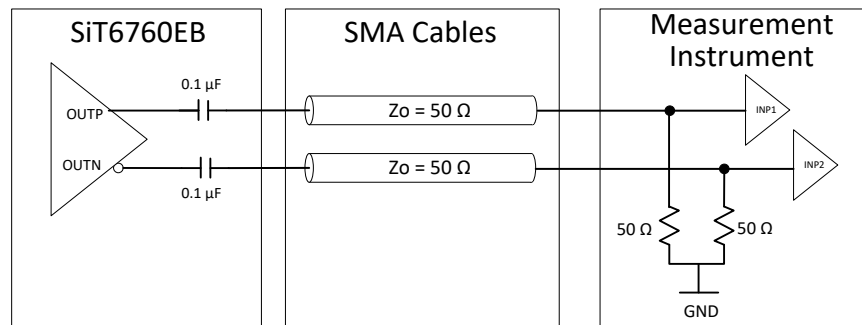 SiT6760EB
SMA Cables
Measurement
Instrument
0.1 µF
OUTP
Zo = 50 Ω
INP1
OUTN
Zo = 50 Ω
INP2
0.1 µF
50 Ω
50 Ω
GND